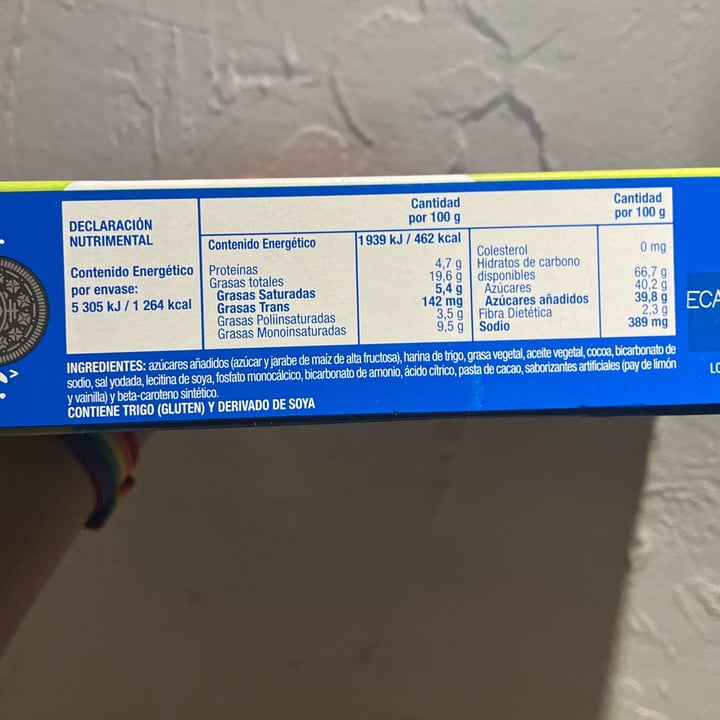 DECLARACIÓN
NUTRIMENTAL
Contenido Energético
por envase:
5 305 kJ / 1 264 kcal
Cantidad
por 100 g
Contenido Energético 1 939 kJ / 462 kcal
Proteínas 4,7 g
Grasas totales 19,6 g
Grasas Saturadas 5,4 g
Grasas Trans 142 mg
Grasas Poliinsaturadas 3,5 g
Grasas Monoinsaturadas 9,5 g
Cantidad
por 100 g
Colesterol 0 mg
Hidratos de carbono
disponibles 66,7 g
Azúcares 40,2 g
Azúcares añadidos 39,8 g
Fibra Dietética 2,3 g
Sodio 389 mg
INGREDIENTES: azúcares añadidos (azúcar y jarabe de maíz de alta fructosa), harina de trigo, grasa vegetal, aceite vegetal, cocoa, bicarbonato de
sodio, sal yodada, lecitina de soya, fosfato monocálcico, bicarbonato de amonio, ácido cítrico, pasta de cacao, saborizantes artificiales (pay de limón
y vainilla) y beta-caroteno sintético.
CONTIENE TRIGO (GLUTEN) Y DERIVADO DE SOYA
ECA
LO